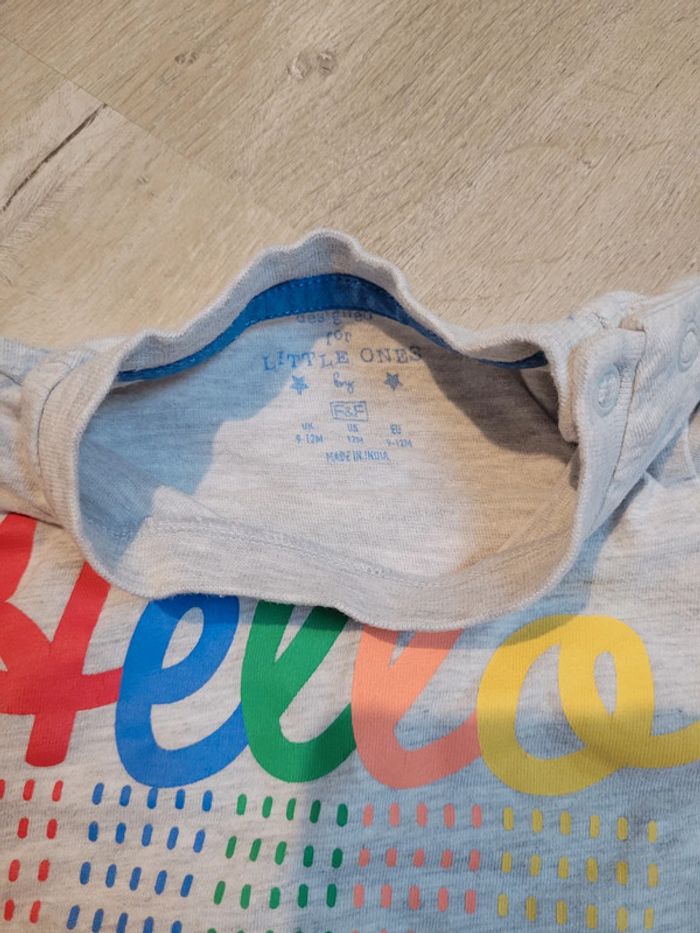 designed
for
LITTLE ONES
by
F&F
UK US EU
9-12M 12M 9-12M
MADE IN INDIA
Hello